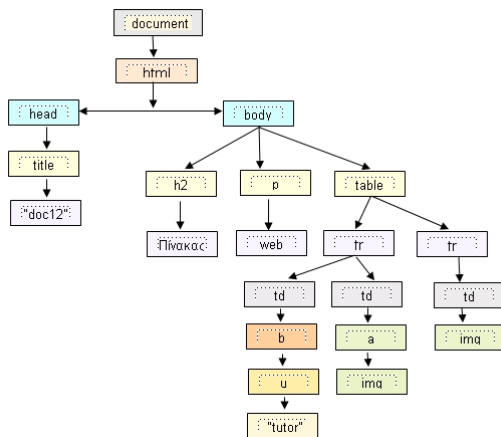 document
html
head
body
title
h2
p
table
"doc12"
Πίνακας
web
tr
tr
td
td
td
b
a
img
u
img
"tutor"